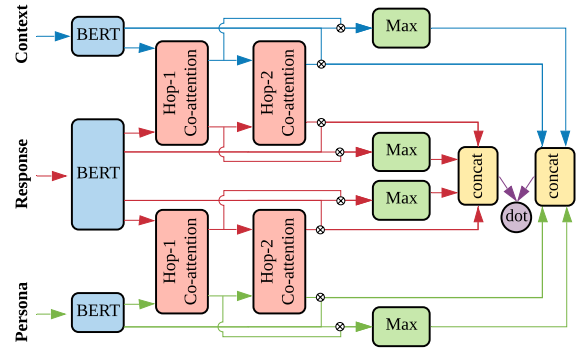 Context
BERT
Max
Hop-1
Co-attention
Hop-2
Co-attention
Response
BERT
Max
Max
concat
concat
dot
Hop-1
Co-attention
Hop-2
Co-attention
Persona
BERT
Max